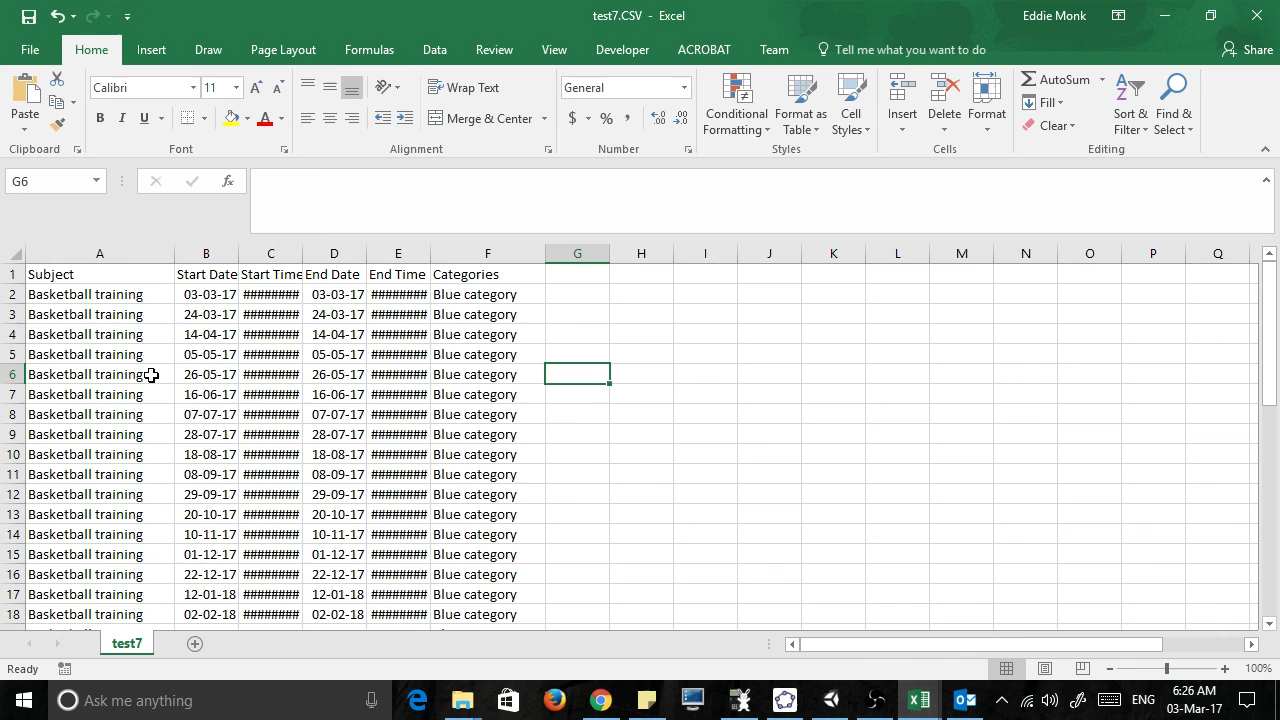 test7.CSV - Excel
Eddie Monk
File Home Insert Draw Page Layout Formulas Data Review View Developer ACROBAT Team Tell me what you want to do Share
Paste
Clipboard
Calibri 11
B I U A
Font
Wrap Text
Merge & Center
Alignment
General
$ % ,
Number
Conditional Formatting
Format as Table
Cell Styles
Styles
Insert Delete Format
Cells
AutoSum
Fill
Clear
Sort & Filter
Find & Select
Editing
G6 fx
A B C D E F G H I J K L M N O P Q
1 Subject Start Date Start Time End Date End Time Categories
2 Basketball training 03-03-17 ######## 03-03-17 ######## Blue category
3 Basketball training 24-03-17 ######## 24-03-17 ######## Blue category
4 Basketball training 14-04-17 ######## 14-04-17 ######## Blue category
5 Basketball training 05-05-17 ######## 05-05-17 ######## Blue category
6 Basketball training 26-05-17 ######## 26-05-17 ######## Blue category
7 Basketball training 16-06-17 ######## 16-06-17 ######## Blue category
8 Basketball training 07-07-17 ######## 07-07-17 ######## Blue category
9 Basketball training 28-07-17 ######## 28-07-17 ######## Blue category
10 Basketball training 18-08-17 ######## 18-08-17 ######## Blue category
11 Basketball training 08-09-17 ######## 08-09-17 ######## Blue category
12 Basketball training 29-09-17 ######## 29-09-17 ######## Blue category
13 Basketball training 20-10-17 ######## 20-10-17 ######## Blue category
14 Basketball training 10-11-17 ######## 10-11-17 ######## Blue category
15 Basketball training 01-12-17 ######## 01-12-17 ######## Blue category
16 Basketball training 22-12-17 ######## 22-12-17 ######## Blue category
17 Basketball training 12-01-18 ######## 12-01-18 ######## Blue category
18 Basketball training 02-02-18 ######## 02-02-18 ######## Blue category
test7
Ready
100%
Ask me anything
ENG
6:26 AM
03-Mar-17